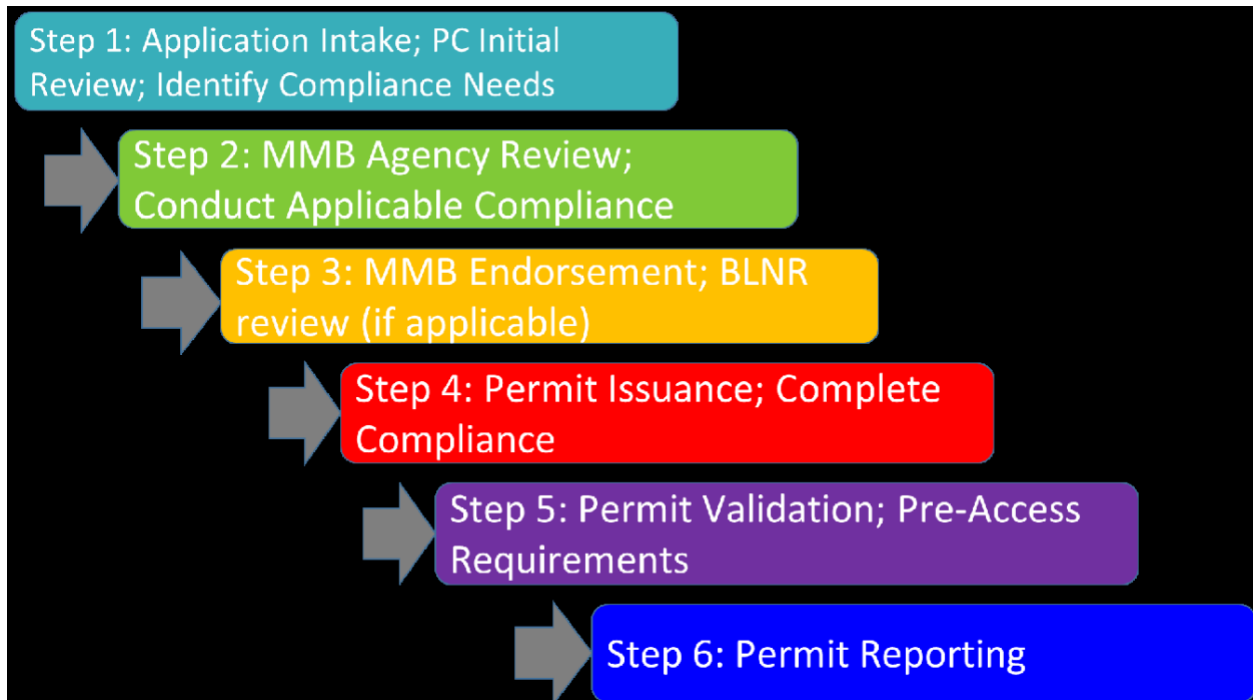 Step 1: Application Intake; PC Initial
Review; Identify Compliance Needs
Step 2: MMB Agency Review;
Conduct Applicable Compliance
Step 3: MMB Endorsement; BLNR
review (if applicable)
Step 4: Permit Issuance; Complete
Compliance
Step 5: Permit Validation; Pre-Access
Requirements
Step 6: Permit Reporting